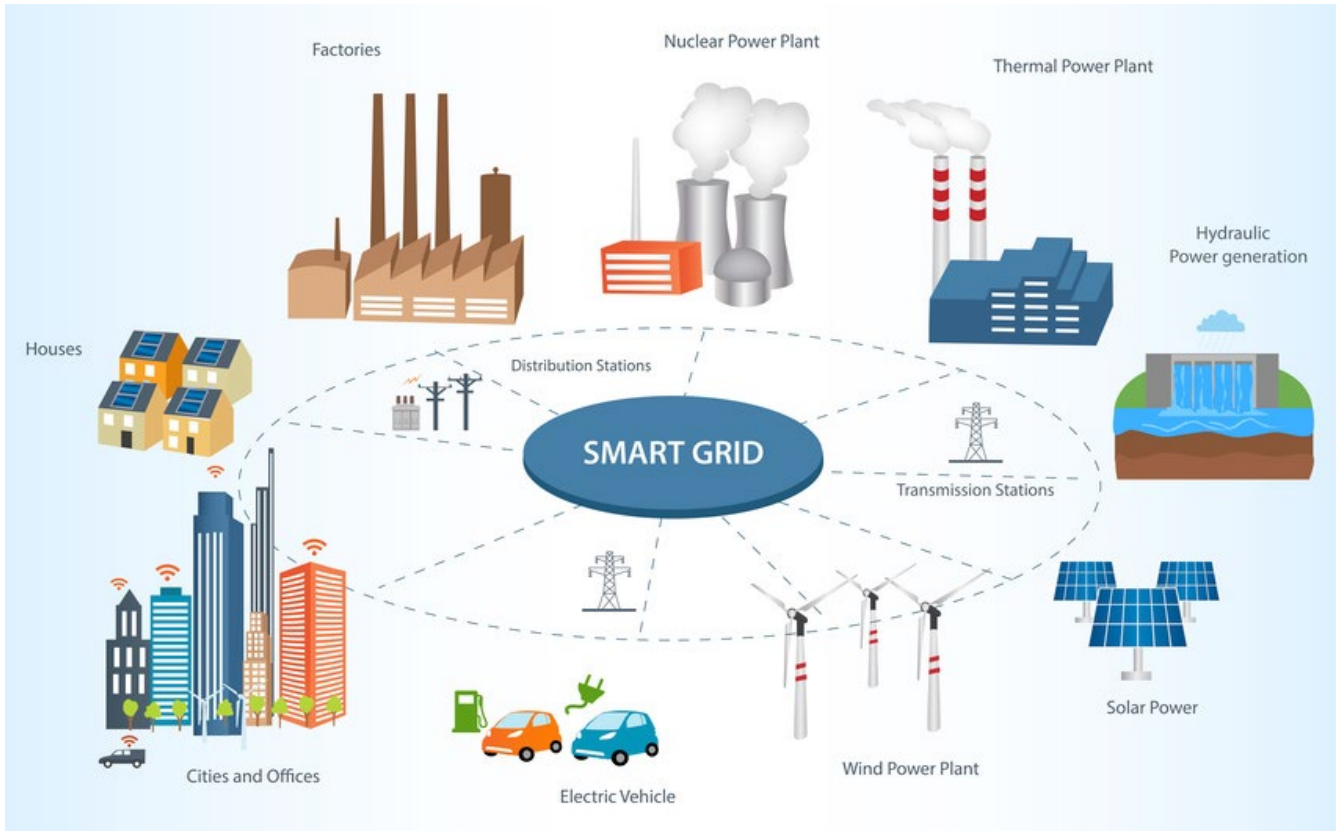 Factories
Nuclear Power Plant
Thermal Power Plant
Hydraulic
Power generation
Houses
Distribution Stations
SMART GRID
Transmission Stations
Solar Power
Wind Power Plant
Cities and Offices
Electric Vehicle